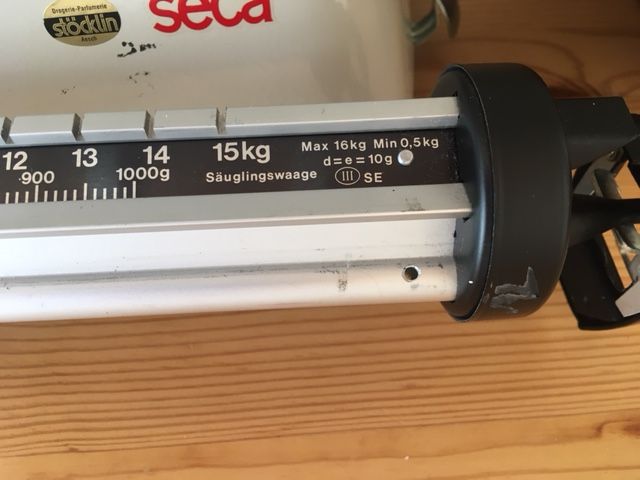 Drogerie-Parfumerie
stöcklin
Aesch
seca
12 13 14 15kg
900 1000g
Säuglingswaage
Max 16kg Min 0,5kg
d=e=10g
III SE